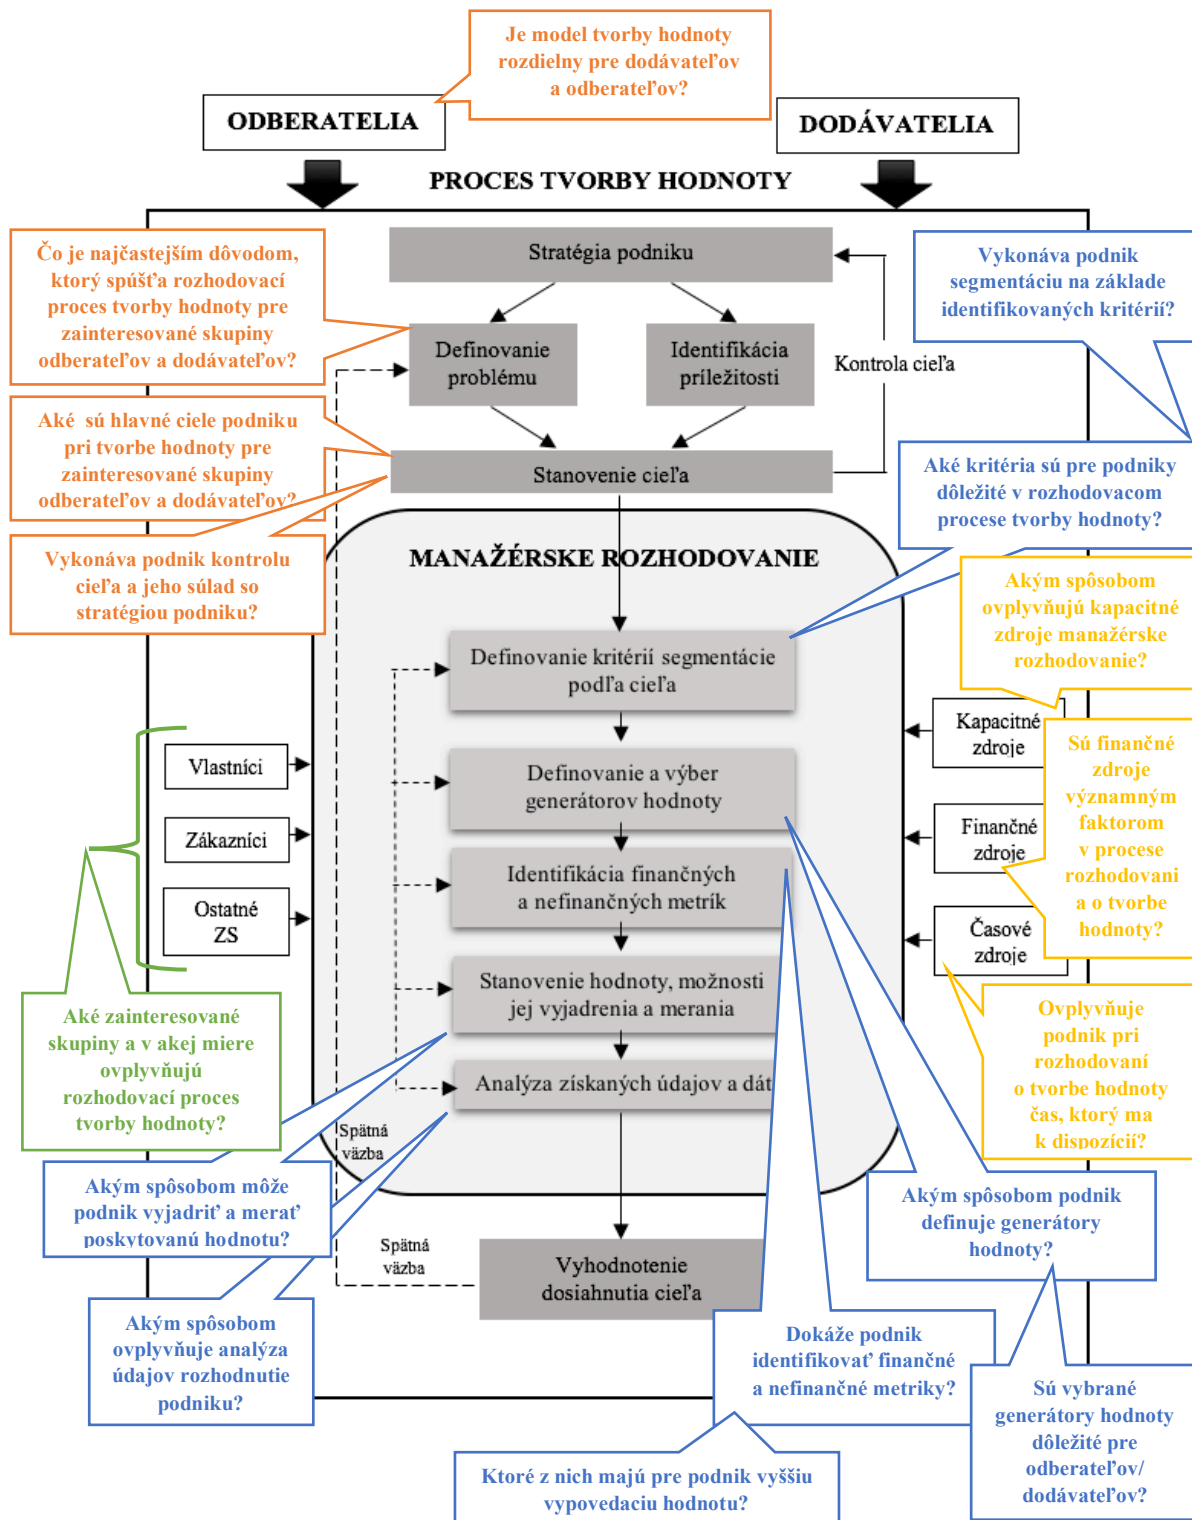 Je model tvorby hodnoty
rozdielny pre dodávateľov
a odberateľov?
ODBERATELIA
DODÁVATELIA
PROCES TVORBY HODNOTY
Čo je najčastejším dôvodom,
ktorý spúšťa rozhodovací
proces tvorby hodnoty pre
zainteresované skupiny
odberateľov a dodávateľov?
Stratégia podniku
Vykonáva podnik
segmentáciu na základe
identifikovaných kritérií?
Definovanie
problému
Identifikácia
príležitosti
Kontrola cieľa
Aké sú hlavné ciele podniku
pri tvorbe hodnoty pre
zainteresované skupiny
odberateľov a dodávateľov?
Stanovenie cieľa
Aké kritéria sú pre podniky
dôležité v rozhodovacom
procese tvorby hodnoty?
Vykonáva podnik kontrolu
cieľa a jeho súlad so
stratégiou podniku?
MANAŽÉRSKE ROZHODOVANIE
Akým spôsobom
ovplyvňujú kapacitné
zdroje manažérske
rozhodovanie?
Definovanie kritérií segmentácie
podľa cieľa
Vlastníci
Zákazníci
Ostatné
ZS
Definovanie a výber
generátorov hodnoty
Identifikácia finančných
a nefinančných metrík
Stanovenie hodnoty, možnosti
jej vyjadrenia a merania
Analýza získaných údajov a dát
Kapacitné
zdroje
Finančné
zdroje
Časové
zdroje
Sú finančné
zdroje
významným
faktorom
v procese
rozhodovani
a o tvorbe
hodnoty?
Aké zainteresované
skupiny a v akej miere
ovplyvňujú
rozhodovací proces
tvorby hodnoty?
Ovplyvňuje
podnik pri
rozhodovaní
o tvorbe hodnoty
čas, ktorý ma
k dispozícií?
Spätná
väzba
Akým spôsobom môže
podnik vyjadriť a merať
poskytovanú hodnotu?
Akým spôsobom podnik
definuje generátory
hodnoty?
Spätná
väzba
Vyhodnotenie
dosiahnutia cieľa
Akým spôsobom
ovplyvňuje analýza
údajov rozhodnutie
podniku?
Dokáže podnik
identifikovať finančné
a nefinančné metriky?
Sú vybrané
generátory hodnoty
dôležité pre
odberateľov/
dodávateľov?
Ktoré z nich majú pre podnik vyššiu
vypovedaciu hodnotu?